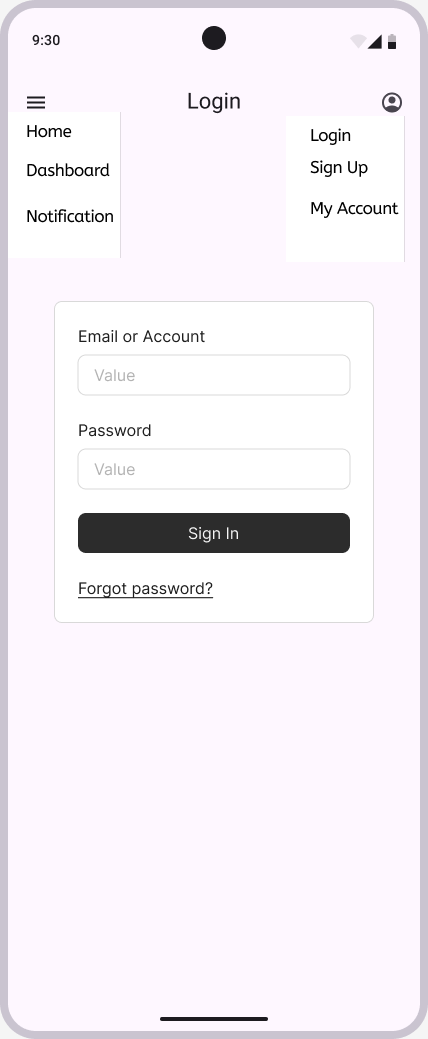 9:30
Login
Home
Dashboard
Notification
Login
Sign Up
My Account
Email or Account
Value
Password
Value
Sign In
Forgot password?